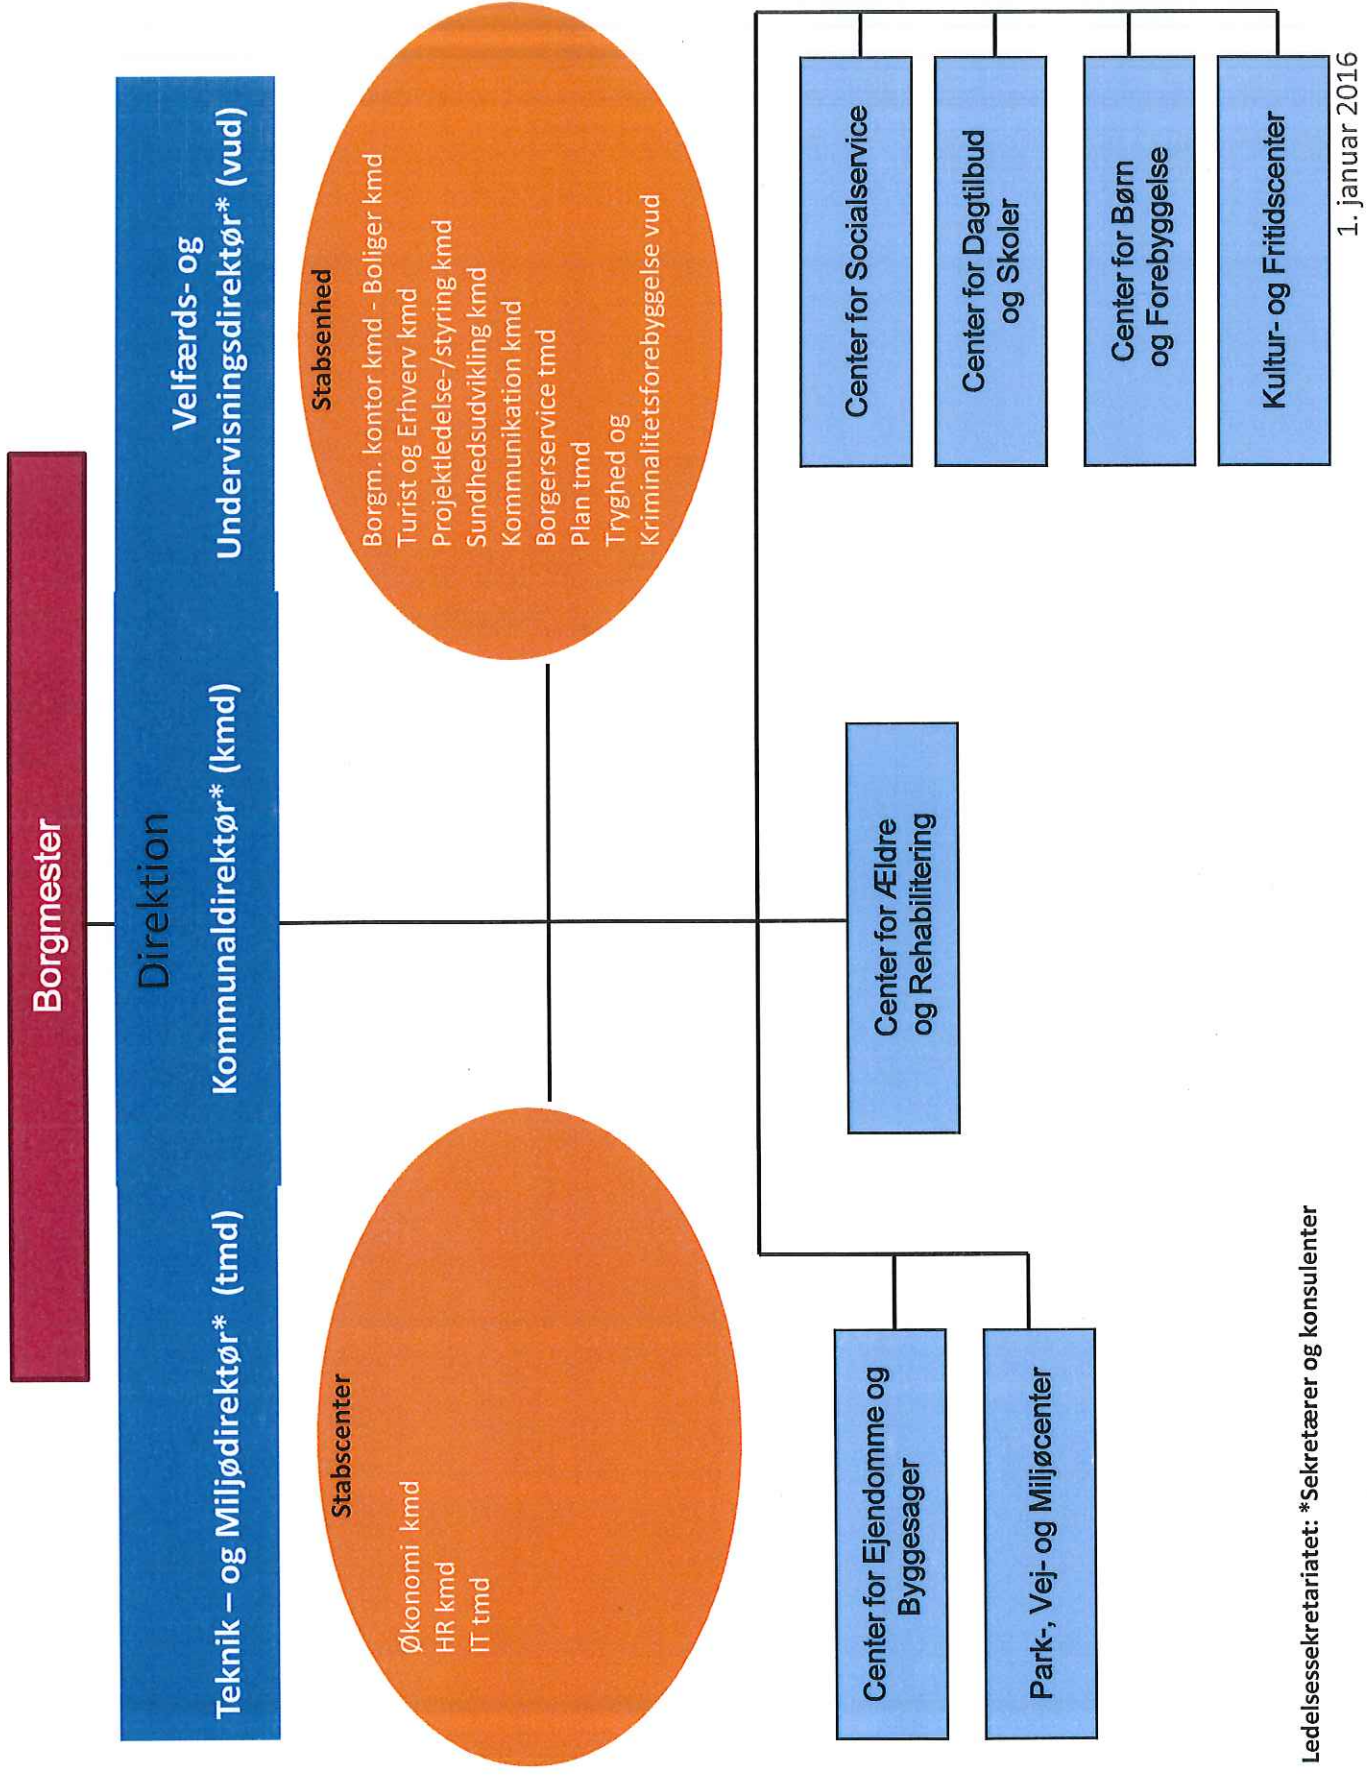 Borgmester
Direktion
Teknik – og Miljødirektør* (tmd)
Kommunaldirektør* (kmd)
Velfærds- og
Undervisningsdirektør* (vud)
Stabscenter
Økonomi kmd
HR kmd
IT tmd
Stabsenhed
Borgm. kontor kmd - Boliger kmd
Turist og Erhverv kmd
Projektledelse-/styring kmd
Sundhedsudvikling kmd
Kommunikation kmd
Borgerservice tmd
Plan tmd
Tryghed og
Kriminalitetsforebyggelse vud
Center for Ejendomme og
Byggesager
Park-, Vej- og Miljøcenter
Center for Ældre
og Rehabilitering
Center for Socialservice
Center for Dagtilbud
og Skoler
Center for Børn
og Forebyggelse
Kultur- og Fritidscenter
Ledelsessekretariatet: *Sekretærer og konsulenter
1. januar 2016